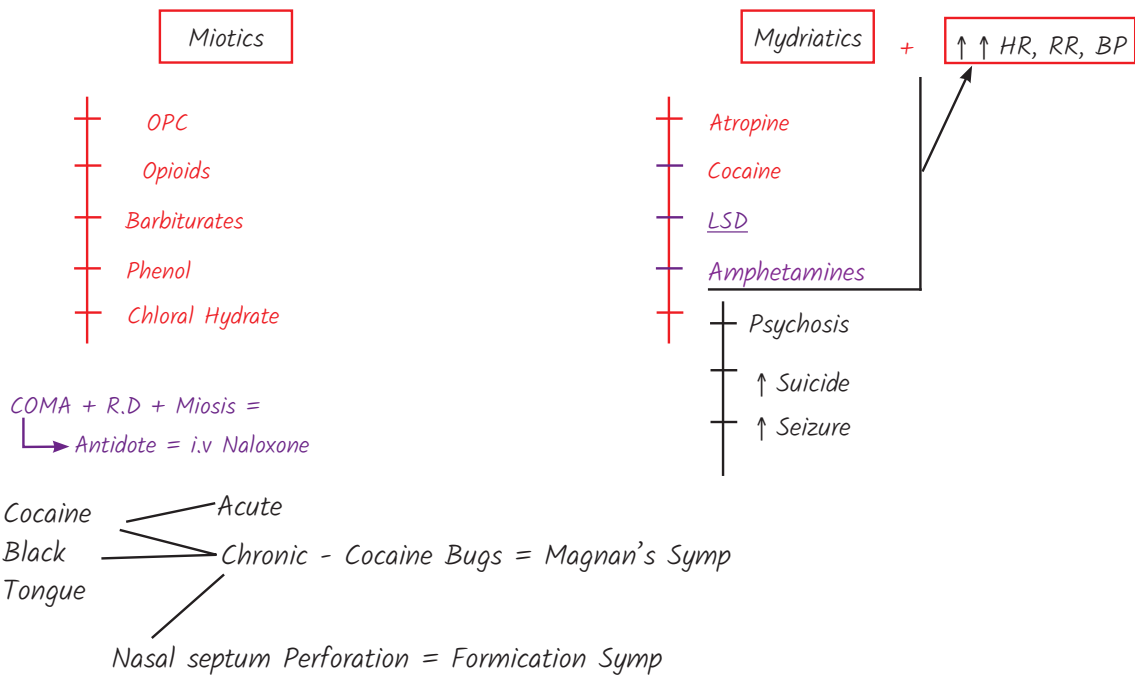 Miotics
OPC
Opioids
Barbiturates
Phenol
Chloral Hydrate
COMA + R.D + Miosis =
Antidote = i.v Naloxone
Mydriatics + ↑ ↑ HR, RR, BP
Atropine
Cocaine
LSD
Amphetamines
Psychosis
↑ Suicide
↑ Seizure
Cocaine
Black
Tongue
Acute
Chronic - Cocaine Bugs = Magnan's Symp
Nasal septum Perforation = Formication Symp